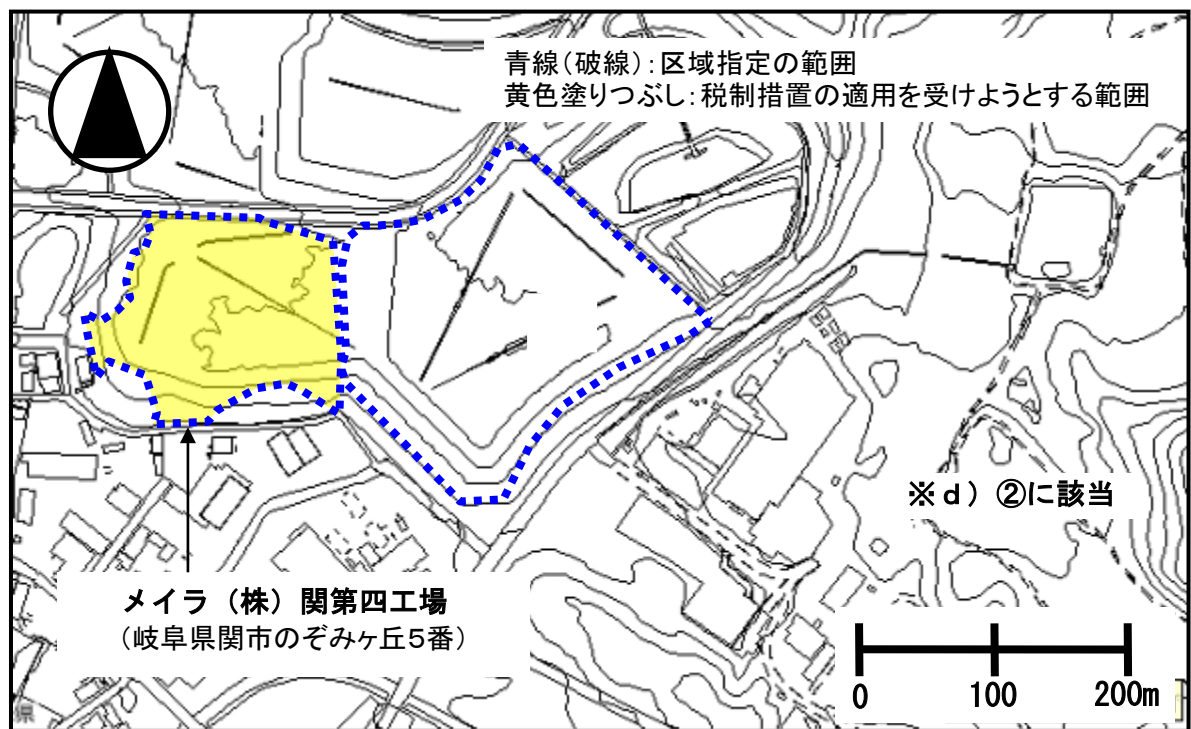 青線（破線）：区域指定の範囲
黄色塗りつぶし：税制措置の適用を受けようとする範囲
※ｄ）②に該当
メイラ（株）関第四工場
（岐阜県関市のぞみヶ丘５番）
0 100 200m
県